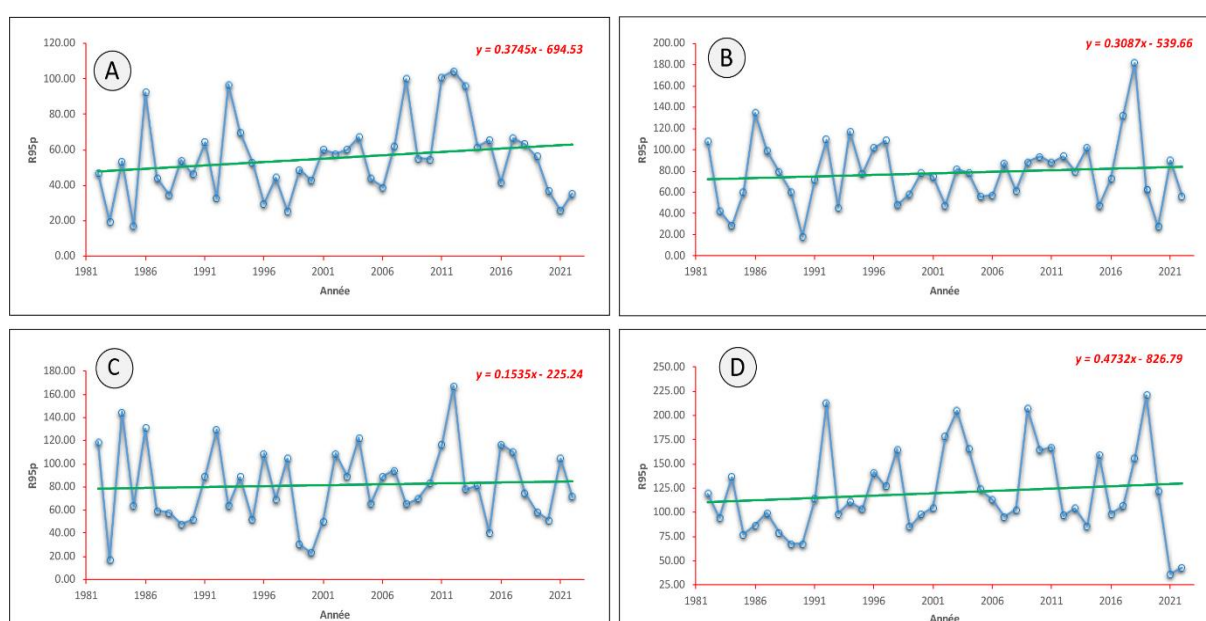 A
y = 0.3745x - 694.53
120.00
100.00
80.00
60.00
40.00
20.00
0.00
R95p
1981 1986 1991 1996 2001 2006 2011 2016 2021
Année
B
y = 0.3087x - 539.66
200.00
180.00
160.00
140.00
120.00
100.00
80.00
60.00
40.00
20.00
0.00
R95p
1981 1986 1991 1996 2001 2006 2011 2016 2021
Année
C
y = 0.1535x - 225.24
180.00
160.00
140.00
120.00
100.00
80.00
60.00
40.00
20.00
0.00
R95p
1981 1986 1991 1996 2001 2006 2011 2016 2021
Année
D
y = 0.4732x - 826.79
250.00
225.00
200.00
175.00
150.00
125.00
100.00
75.00
50.00
25.00
R95p
1981 1986 1991 1996 2001 2006 2011 2016 2021
Année